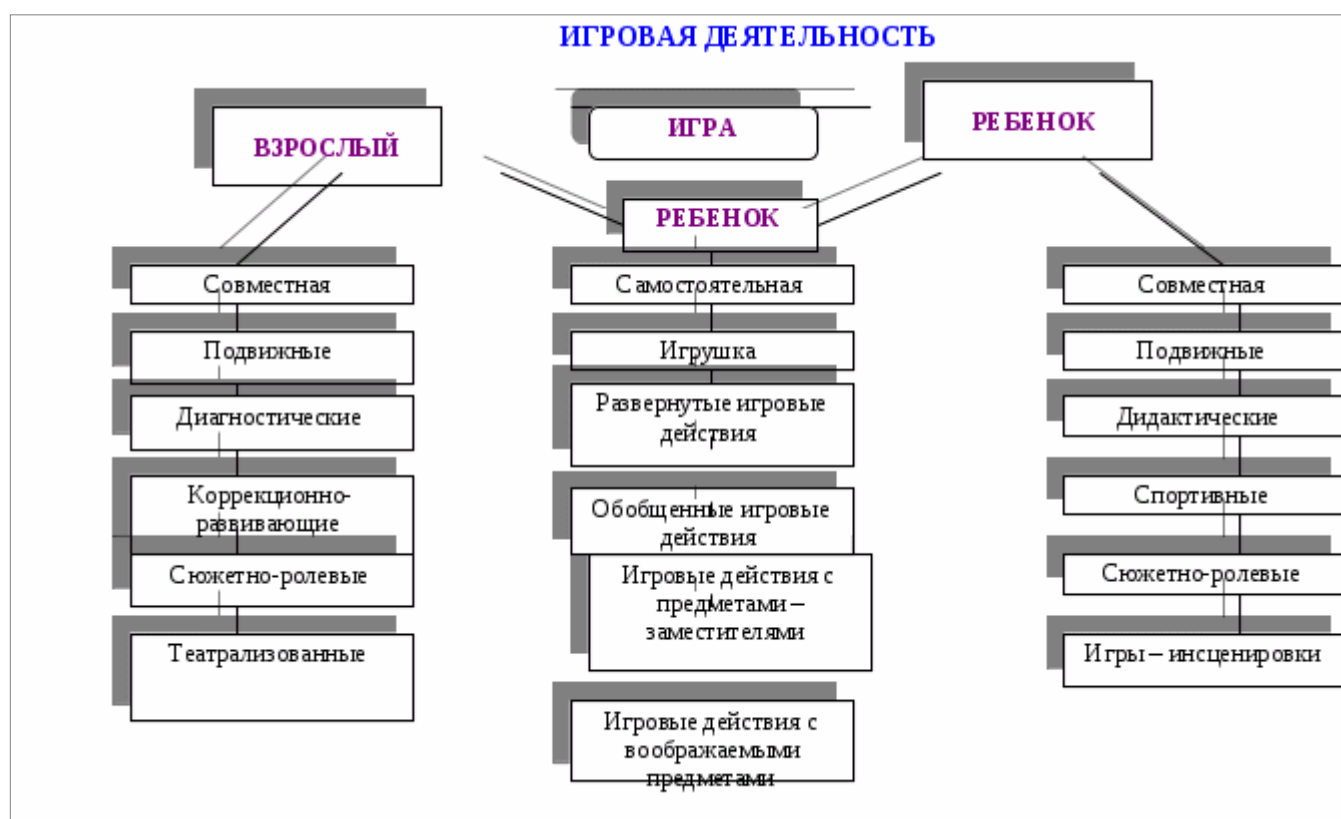 ИГРОВАЯ ДЕЯТЕЛЬНОСТЬ
ВЗРОСЛЫЙ
ИГРА
РЕБЕНОК
РЕБЕНОК
Совместная
Подвижные
Диагностические
Коррекционно-
развивающие
Сюжетно-ролевые
Театрализованные
Самостоятельная
Игрушка
Развернутые игровые
действия
Обобщенные игровые
действия
Игровые действия с
предметами –
заместителями
Игровые действия с
воображаемыми
предметами
Совместная
Подвижные
Дидактические
Спортивные
Сюжетно-ролевые
Игры – инсценировки